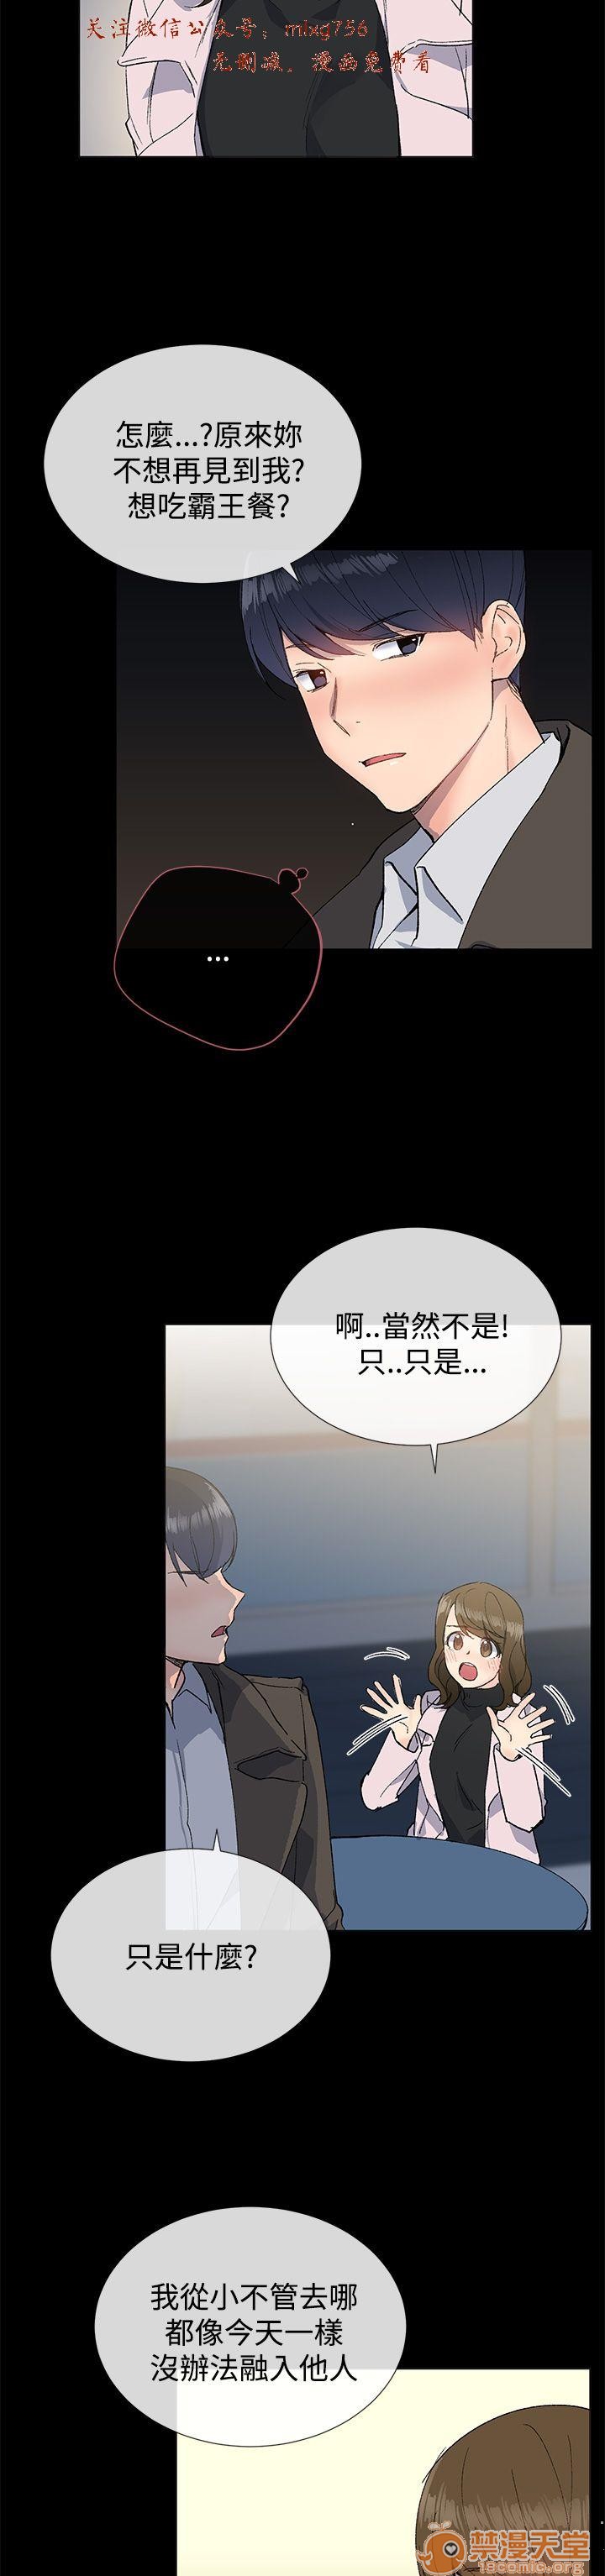 关注微信公众号：mlxg756
无删减，漫画免费看
怎麼...?原來妳
不想再見到我?
想吃霸王餐?
...
啊..當然不是!
只..只是...
只是什麼?
我從小不管去哪
都像今天一樣
沒辦法融入他人
禁漫天堂
18comic.org